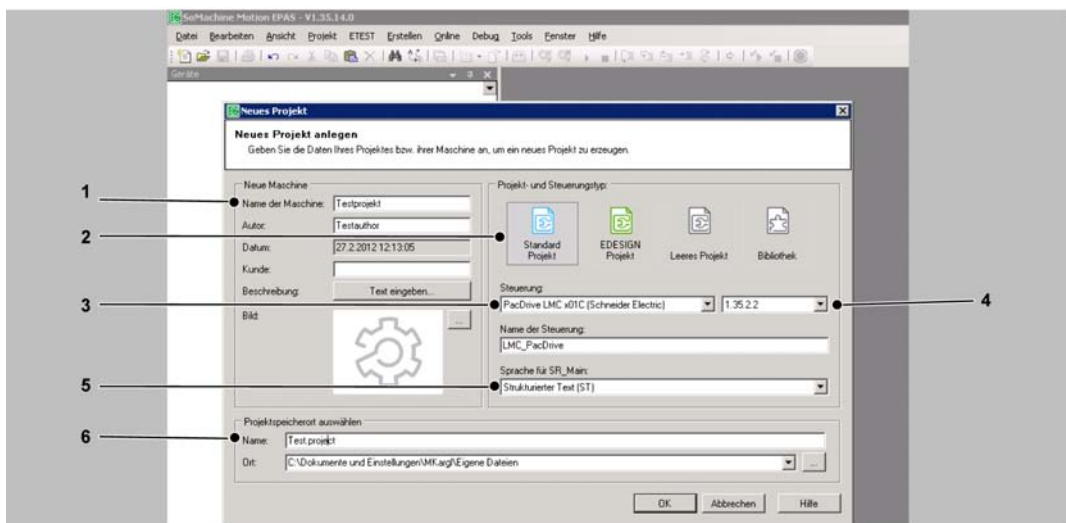 SoMachine Motion EPAS - V1.35.14.0
Datei Bearbeiten Ansicht Projekt ETEST Erstellen Online Debug Tools Fenster Hilfe
Geräte
Neues Projekt
Neues Projekt anlegen
Geben Sie die Daten Ihres Projektes bzw. ihrer Maschine an, um ein neues Projekt zu erzeugen.
Neue Maschine
1
Name der Maschine: Testprojekt
Autor: Testauthor
Datum: 27.2.2012 12:13:05
Kunde:
Beschreibung: Text eingeben...
Bild: ...
Projekt- und Steuerungstyp:
2
Standard Projekt
EDESIGN Projekt
Leeres Projekt
Bibliothek
Steuerung:
3
PacDrive LMC x01C (Schneider Electric) 1.35.2.2
4
Name der Steuerung:
LMC_PacDrive
Sprache für SR_Main:
5
Strukturierter Text (ST)
Projektspeicherort auswählen
6
Name: Test.project
Ort: C:\Dokumente und Einstellungen\MKargl\Eigene Dateien ...
OK Abbrechen Hilfe